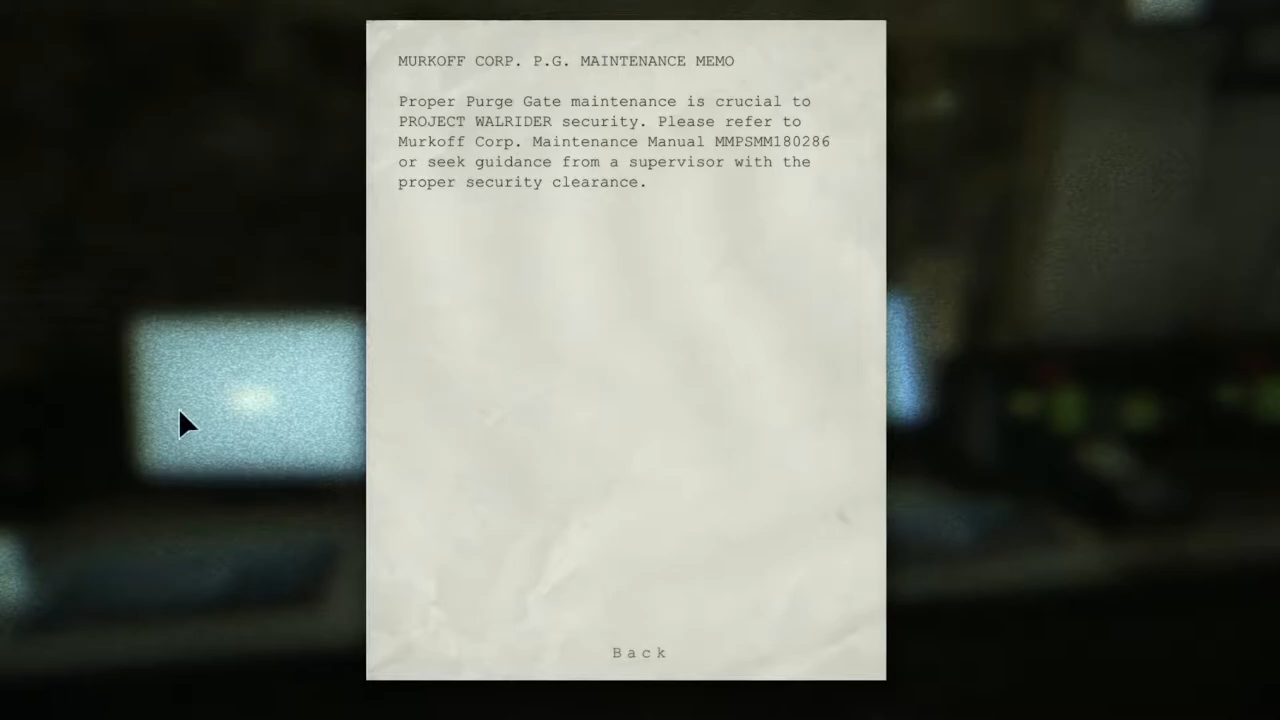 MURKOFF CORP. P.G. MAINTENANCE MEMO
Proper Purge Gate maintenance is crucial to
PROJECT WALRIDER security. Please refer to
Murkoff Corp. Maintenance Manual MMPSMM180286
or seek guidance from a supervisor with the
proper security clearance.
Back